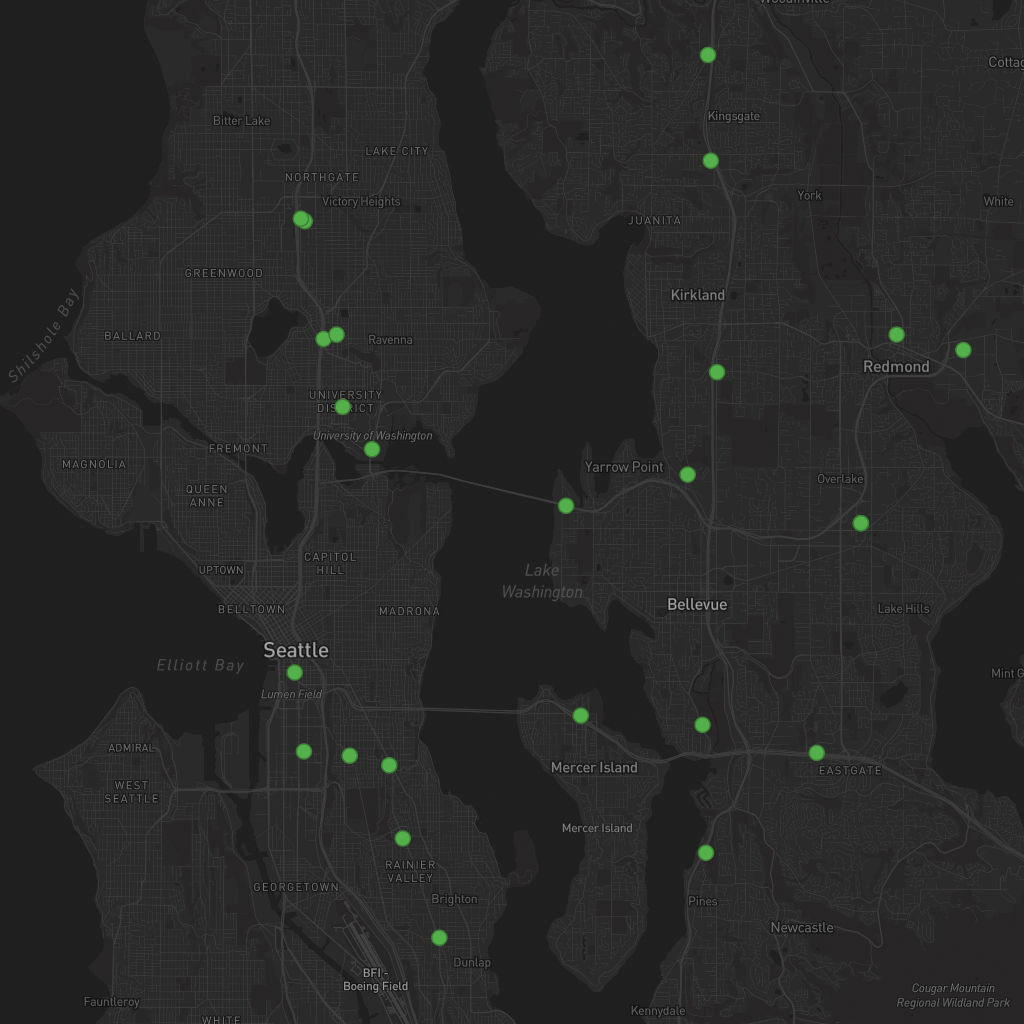 Woodinville
Cottag
Bitter Lake
Kingsgate
LAKE CITY
NORTHGATE
Victory Heights
York
White
JUANITA
GREENWOOD
Shilshole Bay
Kirkland
BALLARD
Ravenna
Redmond
UNIVERSITY
DISTRICT
University of Washington
FREMONT
MAGNOLIA
Yarrow Point
Overlake
QUEEN
ANNE
CAPITOL
HILL
UPTOWN
Lake
Washington
BELLTOWN
MADRONA
Bellevue
Lake Hills
Seattle
Elliott Bay
Mint G
Lumen Field
ADMIRAL
Mercer Island
EASTGATE
WEST
SEATTLE
Mercer Island
RAINIER
VALLEY
GEORGETOWN
Brighton
Pines
Newcastle
Dunlap
BFI -
Boeing Field
Cougar Mountain
Regional Wildland Park
Fauntleroy
Kennydale
WHITE